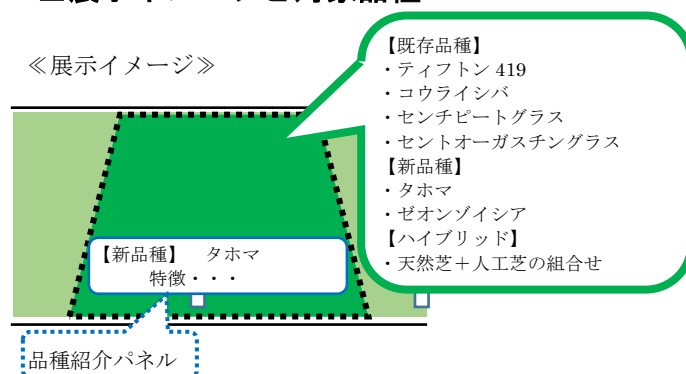 ≪展示イメージ≫
【既存品種】
・ティフトン 419
・コウライシバ
・センチピートグラス
・セントオーガスチングラス
【新品種】
・タホマ
・ゼオンゾイシア
【ハイブリッド】
・天然芝＋人工芝の組合せ
【新品種】　タホマ
特徴・・・
品種紹介パネル